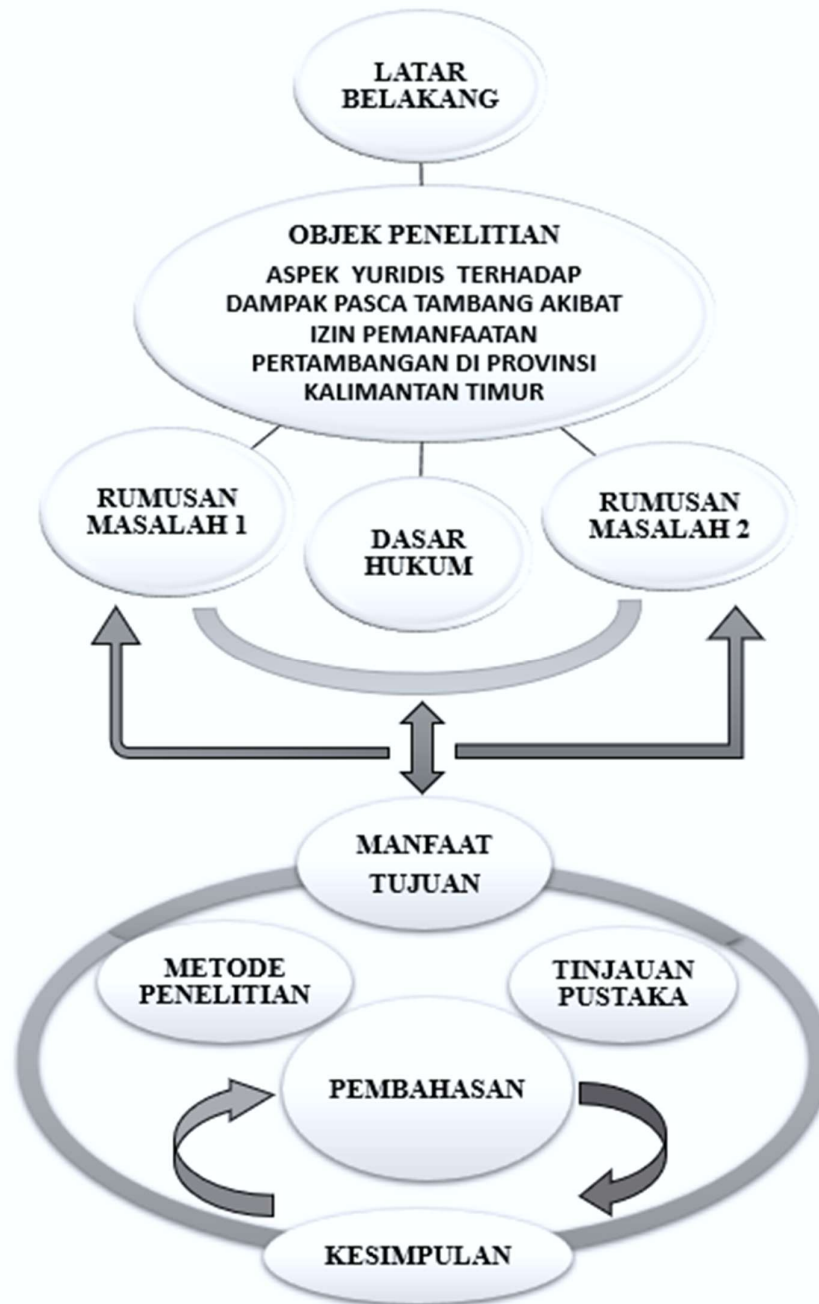 LATAR
BELAKANG
OBJEK PENELITIAN
ASPEK YURIDIS TERHADAP
DAMPAK PASCA TAMBANG AKIBAT
IZIN PEMANFAATAN
PERTAMBANGAN DI PROVINSI
KALIMANTAN TIMUR
RUMUSAN
MASALAH 1
DASAR
HUKUM
RUMUSAN
MASALAH 2
MANFAAT
TUJUAN
METODE
PENELITIAN
TINJAUAN
PUSTAKA
PEMBAHASAN
KESIMPULAN